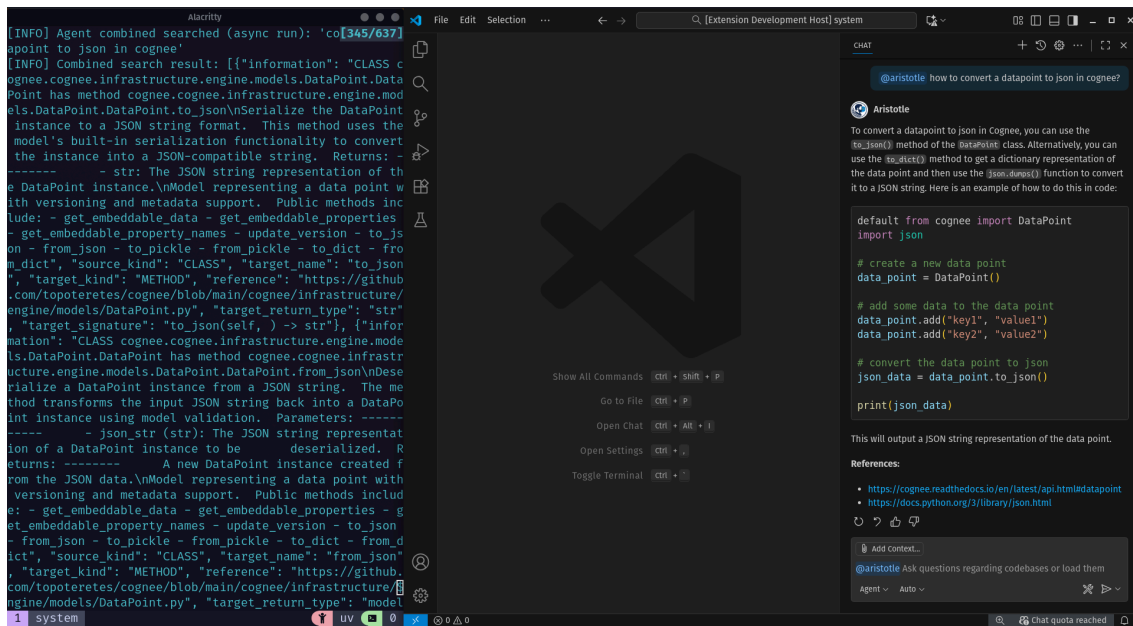 Alacritty
[INFO] Agent combined searched (async run): 'co[345/637]
apoint to json in cognee'
[INFO] Combined search result: [{"information": "CLASS c
ognee.cognee.infrastructure.engine.models.DataPoint.Data
Point has method cognee.cognee.infrastructure.engine.mod
els.DataPoint.DataPoint.to_json\nSerialize the DataPoint
instance to a JSON string format.  This method uses the
model's built-in serialization functionality to convert
the instance into a JSON-compatible string.  Returns: -
-------      - str: The JSON string representation of th
e DataPoint instance.\nModel representing a data point w
ith versioning and metadata support.  Public methods inc
lude: - get_embeddable_data - get_embeddable_properties
- get_embeddable_property_names - update_version - to_js
on - from_json - to_pickle - from_pickle - to_dict - fro
m_dict", "source_kind": "CLASS", "target_name": "to_json
", "target_kind": "METHOD", "reference": "https://github
.com/topoteretes/cognee/blob/main/cognee/infrastructure/
engine/models/DataPoint.py", "target_return_type": "str"
, "target_signature": "to_json(self, ) -> str"}, {"infor
mation": "CLASS cognee.cognee.infrastructure.engine.mode
ls.DataPoint.DataPoint has method cognee.cognee.infrastr
ucture.engine.models.DataPoint.DataPoint.from_json\nDese
rialize a DataPoint instance from a JSON string.  The me
thod transforms the input JSON string back into a DataPo
int instance using model validation.  Parameters: ------
-----      - json_str (str): The JSON string representat
ion of a DataPoint instance to be      deserialized.  R
eturns: --------      A new DataPoint instance created f
rom the JSON data.\nModel representing a data point with
versioning and metadata support.  Public methods includ
e: - get_embeddable_data - get_embeddable_properties - g
et_embeddable_property_names - update_version - to_json
- from_json - to_pickle - from_pickle - to_dict - from_d
ict", "source_kind": "CLASS", "target_name": "from_json"
, "target_kind": "METHOD", "reference": "https://github.
com/topoteretes/cognee/blob/main/cognee/infrastructure/
ngine/models/DataPoint.py", "target_return_type": "model
1 system
uv 0
File Edit Selection ...
[Extension Development Host] system
Show All Commands Ctrl + Shift + P
Go to File Ctrl + P
Open Chat Ctrl + Alt + I
Open Settings Ctrl + ,
Toggle Terminal Ctrl + `
CHAT
@aristotle how to convert a datapoint to json in cognee?
Aristotle
To convert a datapoint to json in Cognee, you can use the
to_json() method of the DataPoint class. Alternatively, you can
use the to_dict() method to get a dictionary representation of
the data point and then use the json.dumps() function to convert
it to a JSON string. Here is an example of how to do this in code:
default from cognee import DataPoint
import json
# create a new data point
data_point = DataPoint()
# add some data to the data point
data_point.add("key1", "value1")
data_point.add("key2", "value2")
# convert the data point to json
json_data = data_point.to_json()
print(json_data)
This will output a JSON string representation of the data point.
References:
• https://cognee.readthedocs.io/en/latest/api.html#datapoint
• https://docs.python.org/3/library/json.html
Add Context...
@aristotle Ask questions regarding codebases or load them
Agent Auto
0 0
Chat quota reached